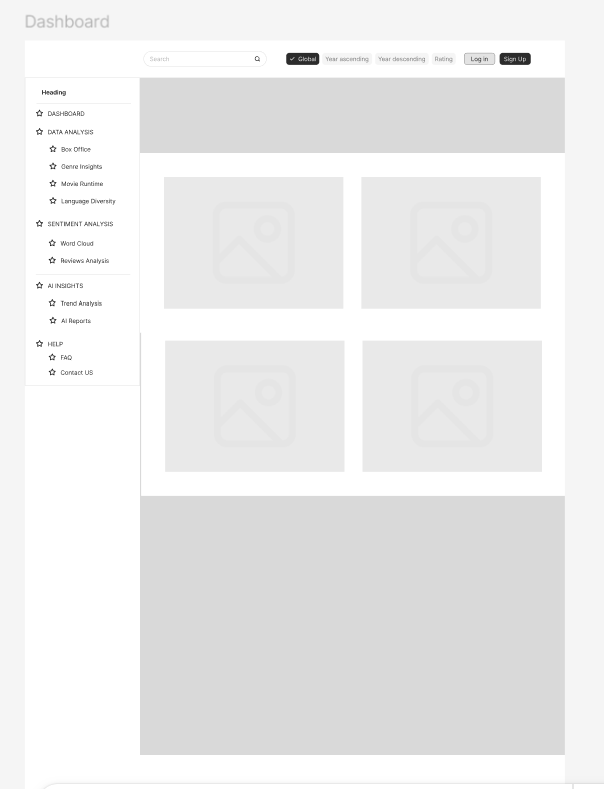 Dashboard
Search
Global Year ascending Year descending Rating Log in Sign Up
Heading
DASHBOARD
DATA ANALYSIS
Box Office
Genre Insights
Movie Runtime
Language Diversity
SENTIMENT ANALYSIS
Word Cloud
Reviews Analysis
AI INSIGHTS
Trend Analysis
AI Reports
HELP
FAQ
Contact US